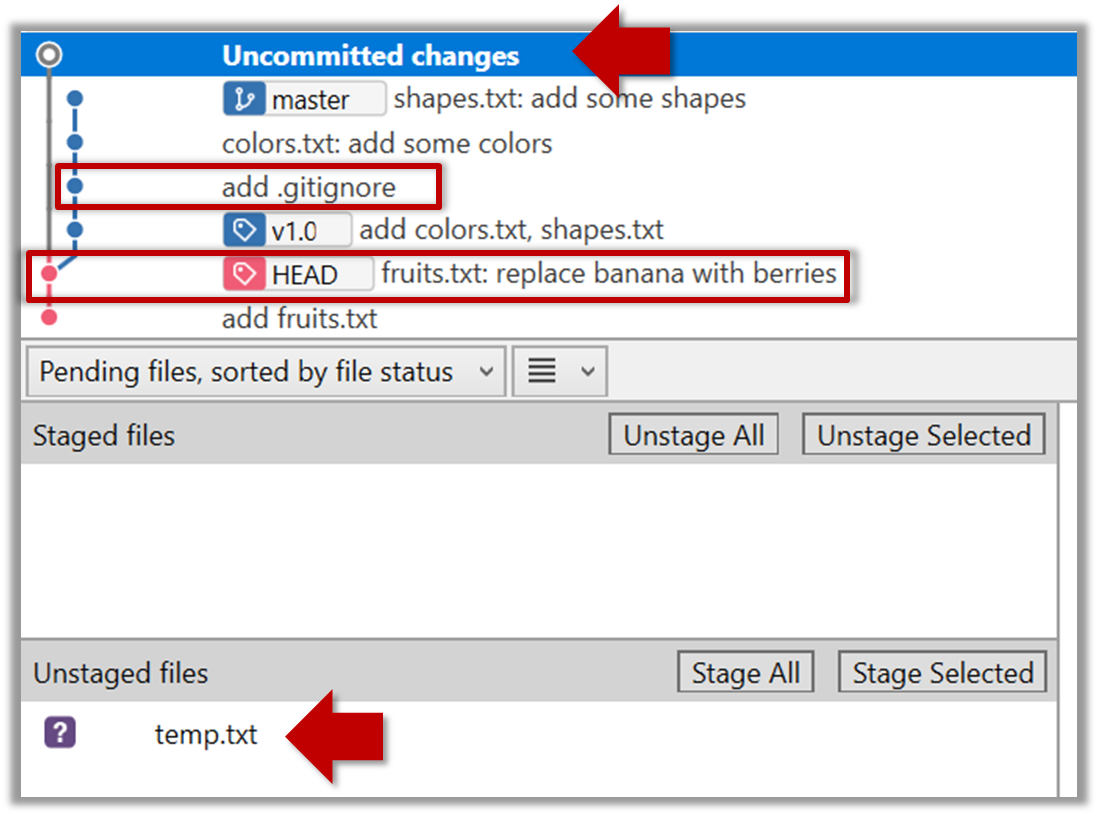 Uncommitted changes
master shapes.txt: add some shapes
colors.txt: add some colors
add .gitignore
v1.0 add colors.txt, shapes.txt
HEAD fruits.txt: replace banana with berries
add fruits.txt
Pending files, sorted by file status
Staged files Unstage All Unstage Selected
Unstaged files Stage All Stage Selected
? temp.txt